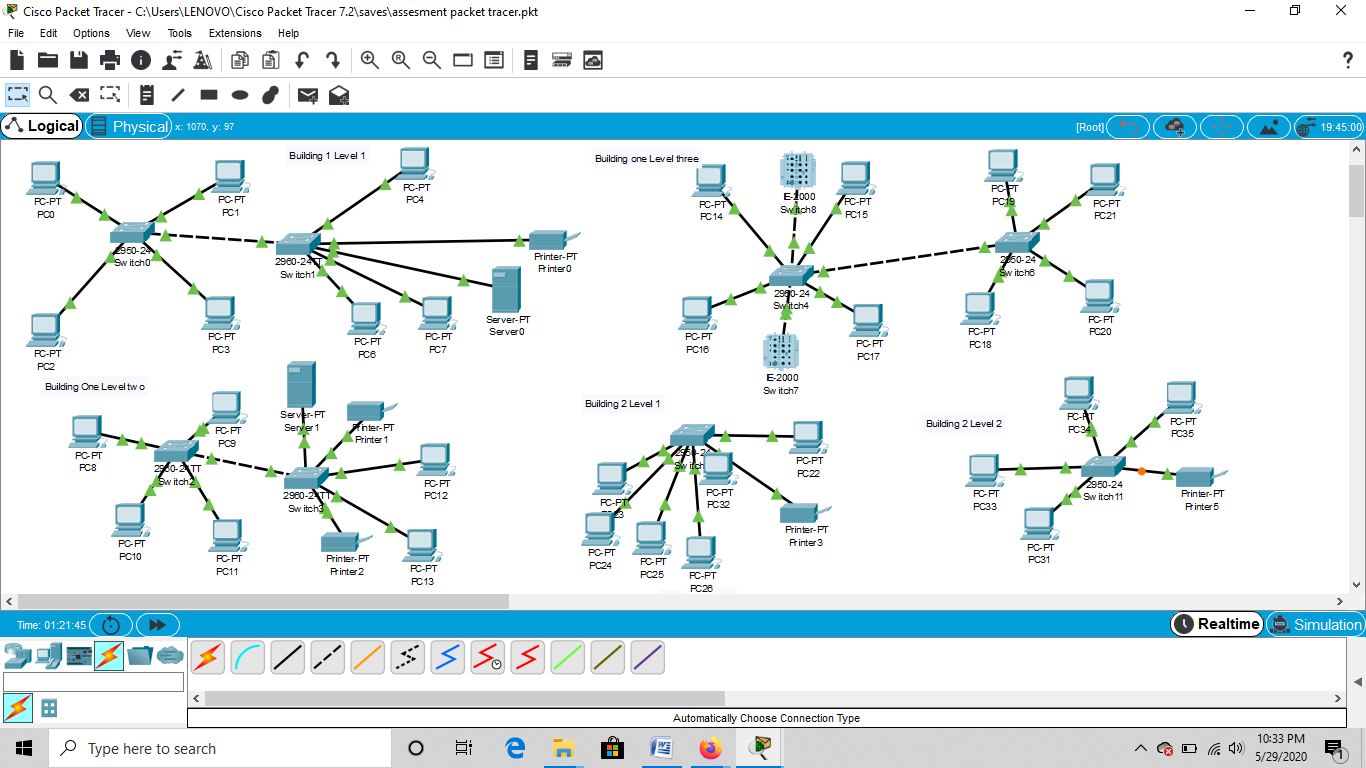 Cisco Packet Tracer - C:\Users\LENOVO\Cisco Packet Tracer 7.2\saves\assesment packet tracer.pkt
File Edit Options View Tools Extensions Help
?
Logical Physical x: 1070, y: 97 [Root] 19:45:00
Building 1 Level 1
PC-PT
PC0
PC-PT
PC1
PC-PT
PC4
2950-24
Switch0
2960-24TT
Switch1
Printer-PT
Printer0
PC-PT
PC2
PC-PT
PC3
PC-PT
PC6
PC-PT
PC7
Server-PT
Server0
Building one Level three
PC-PT
PC14
IE-2000
Switch8
PC-PT
PC15
PC-PT
PC19
PC-PT
PC21
2950-24
Switch4
2950-24
Switch6
PC-PT
PC16
PC-PT
PC17
PC-PT
PC18
PC-PT
PC20
IE-2000
Switch7
Building One Level two
PC-PT
PC8
PC-PT
PC9
Server-PT
Server1
Printer-PT
Printer1
2960-24TT
Switch2
2960-24TT
Switch3
PC-PT
PC12
PC-PT
PC10
PC-PT
PC11
Printer-PT
Printer2
PC-PT
PC13
Building 2 Level 1
2950-24
PC-PT
PC22
PC-PT
PC23
PC-PT
PC32
PC-PT
PC24
PC-PT
PC25
PC-PT
PC26
Printer-PT
Printer3
Building 2 Level 2
PC-PT
PC34
PC-PT
PC35
PC-PT
PC33
2950-24
Switch11
Printer-PT
Printer5
PC-PT
PC31
Time: 01:21:45 Realtime Simulation
Automatically Choose Connection Type
Type here to search
10:33 PM
5/29/2020
1